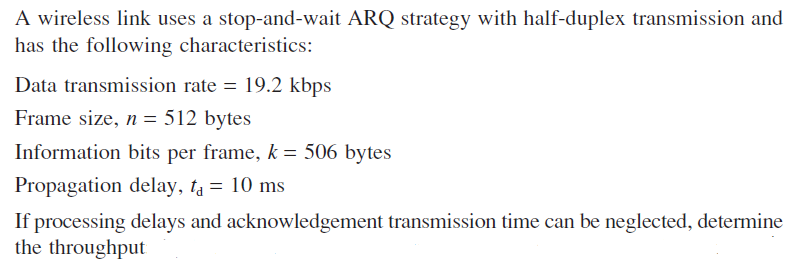 A wireless link uses a stop-and-wait ARQ strategy with half-duplex transmission and
has the following characteristics:
Data transmission rate = 19.2 kbps
Frame size, n = 512 bytes
Information bits per frame, k = 506 bytes
Propagation delay, td = 10 ms
If processing delays and acknowledgement transmission time can be neglected, determine
the throughput